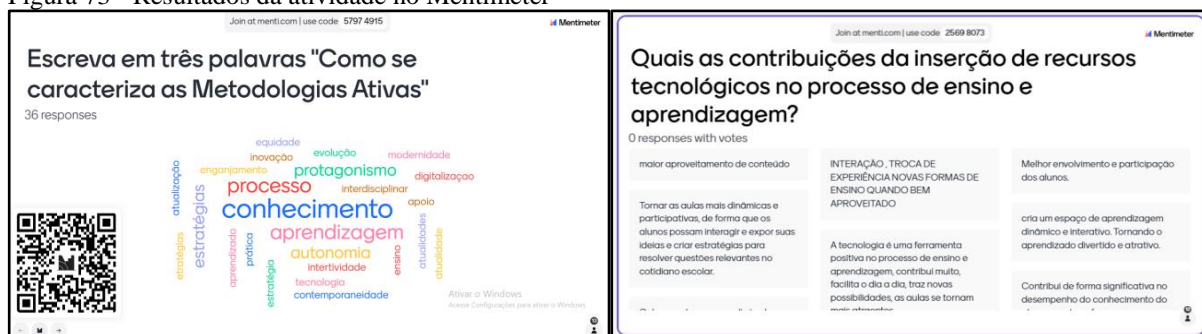 Figura 73 - Resultados da atividade no Mentimeter
Join at menti.com | use code 5797 4915
Mentimeter
Escreva em três palavras "Como se
caracteriza as Metodologias Ativas"
36 responses
equidade
inovação
evolução
modernidade
enganjamento
protagonismo
digitalizaçao
processo
interdisciplinar
atualização
estratégias
conhecimento
apoio
aprendizagem
etratégias
aprendizado
prática
autonomia
ensino
atualidades
atualidade
intertividade
estratégia
tecnologia
contemporaneidade
Ativar o Windows
Acesse Configurações para ativar o Windows.
Join at menti.com | use code 2569 8073
Mentimeter
Quais as contribuições da inserção de recursos
tecnológicos no processo de ensino e
aprendizagem?
0 responses with votes
maior aproveitamento de conteúdo
Tornar as aulas mais dinâmicas e
participativas, de forma que os
alunos possam interagir e expor suas
ideias e criar estratégias para
resolver questões relevantes no
cotidiano escolar.
INTERAÇÃO , TROCA DE
EXPERIÊNCIA NOVAS FORMAS DE
ENSINO QUANDO BEM
APROVEITADO
A tecnologia é uma ferramenta
positiva no processo de ensino e
aprendizagem, contribui muito,
facilita o dia a dia, traz novas
possibilidades, as aulas se tornam
mais atraentes
Melhor envolvimento e participação
dos alunos.
cria um espaço de aprendizagem
dinâmico e interativo. Tornando o
aprendizado divertido e atrativo.
Contribui de forma significativa no
desempenho do conhecimento do